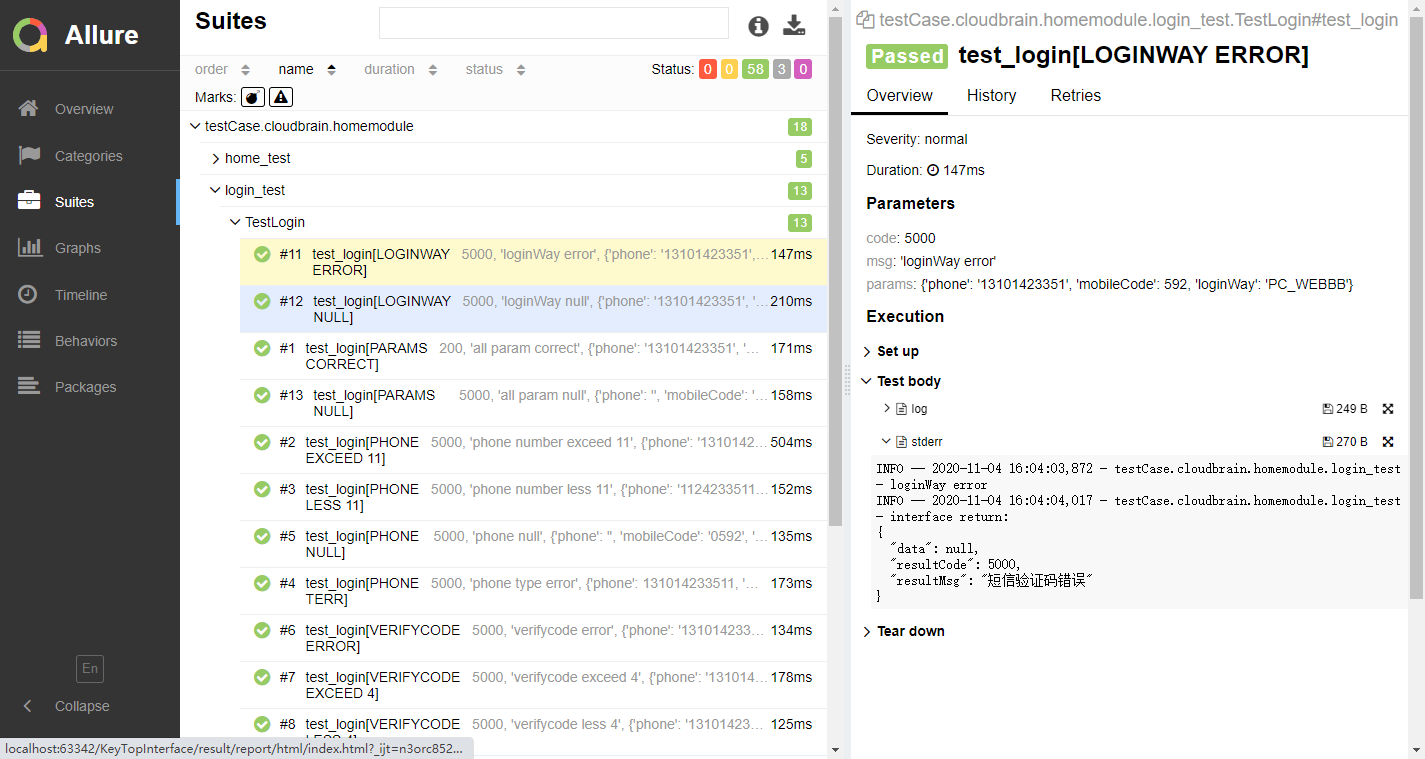 Allure
Overview
Categories
Suites
Graphs
Timeline
Behaviors
Packages
En
Collapse
Suites
order name duration status Status: 0 0 58 3 0
Marks:
testCase.cloudbrain.homemodule 18
home_test 5
login_test 13
TestLogin 13
#11 test_login[LOGINWAY 5000, 'loginWay error', {'phone': '13101423351',... 147ms
ERROR]
#12 test_login[LOGINWAY 5000, 'loginWay null', {'phone': '13101423351', '... 210ms
NULL]
#1 test_login[PARAMS 200, 'all param correct', {'phone': '13101423351', '... 171ms
CORRECT]
#13 test_login[PARAMS 5000, 'all param null', {'phone': '', 'mobileCode': '... 158ms
NULL]
#2 test_login[PHONE 5000, 'phone number exceed 11', {'phone': '1310142... 504ms
EXCEED 11]
#3 test_login[PHONE 5000, 'phone number less 11', {'phone': '1124233511... 152ms
LESS 11]
#5 test_login[PHONE 5000, 'phone null', {'phone': '', 'mobileCode': '0592', '... 135ms
NULL]
#4 test_login[PHONE 5000, 'phone type error', {'phone': 131014233511, '... 173ms
TERR]
#6 test_login[VERIFYCODE 5000, 'verifycode error', {'phone': '131014233... 134ms
ERROR]
#7 test_login[VERIFYCODE 5000, 'verifycode exceed 4', {'phone': '131014... 178ms
EXCEED 4]
#8 test_login[VERIFYCODE 5000, 'verifycode less 4', {'phone': '13101423... 125ms
LESS 4]
localhost:63342/KeyTopInterface/result/report/html/index.html?_ijt=n3orc852...
testCase.cloudbrain.homemodule.login_test.TestLogin#test_login
Passed test_login[LOGINWAY ERROR]
Overview History Retries
Severity: normal
Duration: 147ms
Parameters
code: 5000
msg: 'loginWay error'
params: {'phone': '13101423351', 'mobileCode': 592, 'loginWay': 'PC_WEBBB'}
Execution
Set up
Test body
log 249 B
stderr 270 B
INFO —— 2020-11-04 16:04:03,872 - testCase.cloudbrain.homemodule.login_test
- loginWay error
INFO —— 2020-11-04 16:04:04,017 - testCase.cloudbrain.homemodule.login_test
- interface return:
{
"data": null,
"resultCode": 5000,
"resultMsg": "短信验证码错误"
}
Tear down